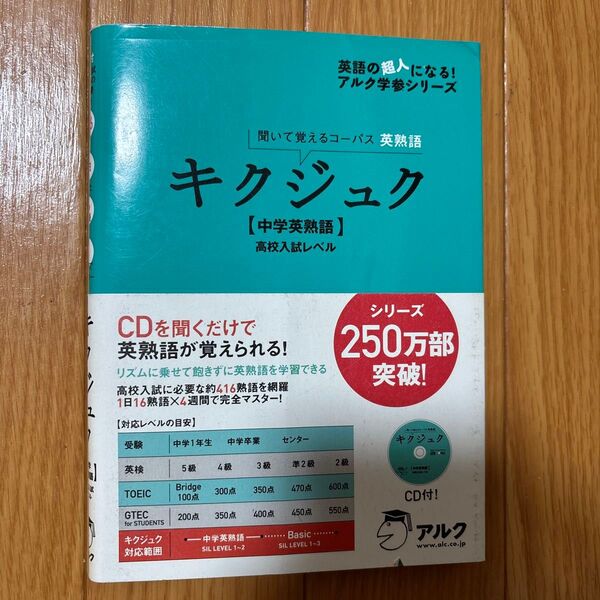 英語の超人になる!
アルク学参シリーズ
聞いて覚えるコーパス 英熟語
キクジュク
【中学英熟語】
高校入試レベル
CDを聞くだけで
英熟語が覚えられる!
リズムに乗せて飽きずに英熟語を学習できる
高校入試に必要な約416熟語を網羅
1日16熟語×4週間で完全マスター!
シリーズ
250万部
突破!
【対応レベルの目安】
受験 中学1年生 中学卒業 センター
英検 5級 4級 3級 準2級 2級
TOEIC Bridge 100点 300点 350点 470点 600点
GTEC for STUDENTS 200点 350点 400点 450点 550点
キクジュク 対応範囲 中学英熟語 SIL LEVEL 1~2 Basic SIL LEVEL 1~3
キクジュク
CD付!
アルク
www.alc.co.jp
キクジュク
アルク